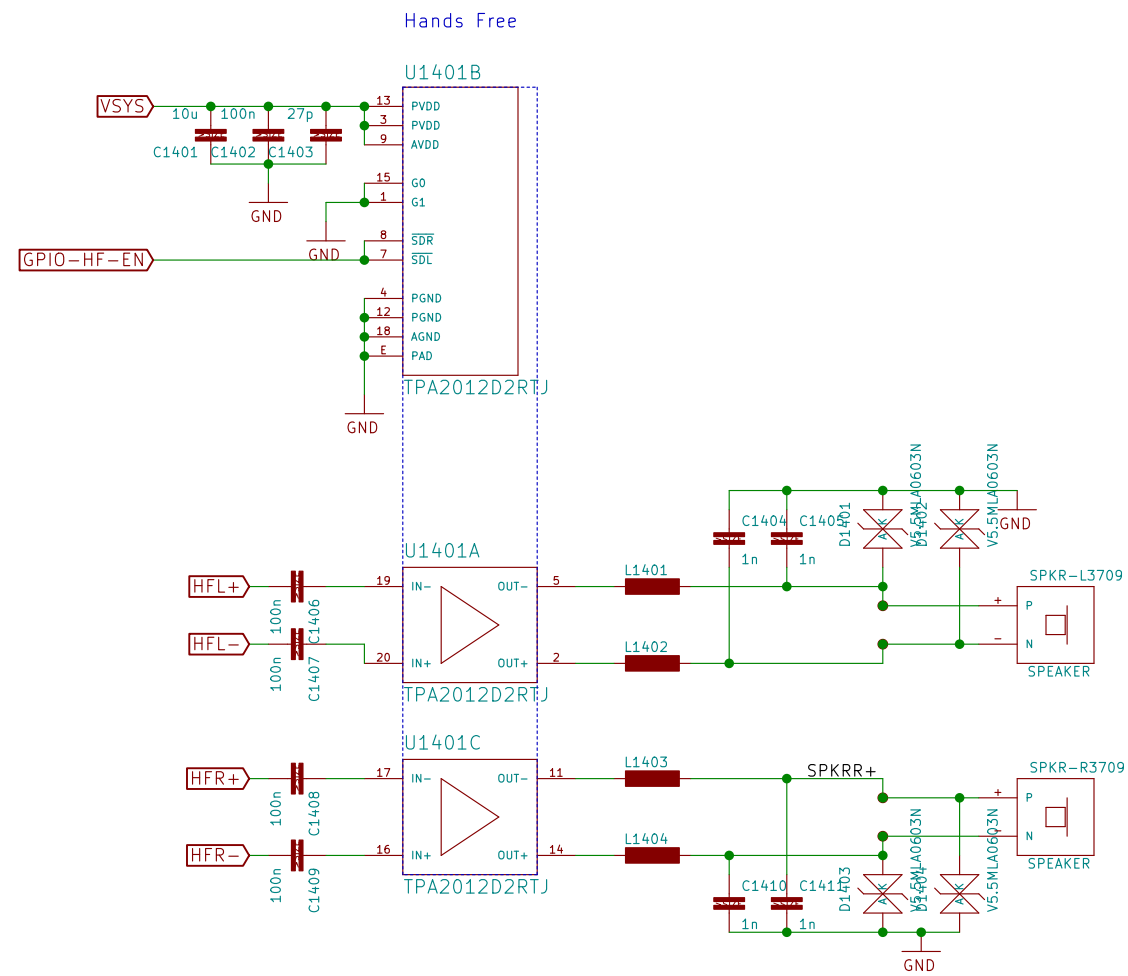 Hands Free
U1401B
VSYS
10u 100n 27p
C1401 C1402 C1403
GND
GND
GPIO-HF-EN
13 PVDD
3 PVDD
9 AVDD
15 G0
1 G1
8 SDR
7 SDL
4 PGND
12 PGND
18 AGND
E PAD
TPA2012D2RTJ
GND
U1401A
HFL+
100n
C1406
19 IN-
OUT- 5
HFL-
100n
C1407
20 IN+
OUT+ 2
TPA2012D2RTJ
L1401
L1402
C1404
1n
C1405
1n
D1401
A K
V5.5MLA0603N
D1402
A K
V5.5MLA0603N
GND
SPKR-L3709
+ P
- N
SPEAKER
U1401C
HFR+
100n
C1408
17 IN-
OUT- 11
HFR-
100n
C1409
16 IN+
OUT+ 14
TPA2012D2RTJ
L1403
L1404
SPKRR+
SPKR-R3709
+ P
- N
SPEAKER
C1410
1n
C1411
1n
D1403
A K
V5.5MLA0603N
D1404
A K
V5.5MLA0603N
GND